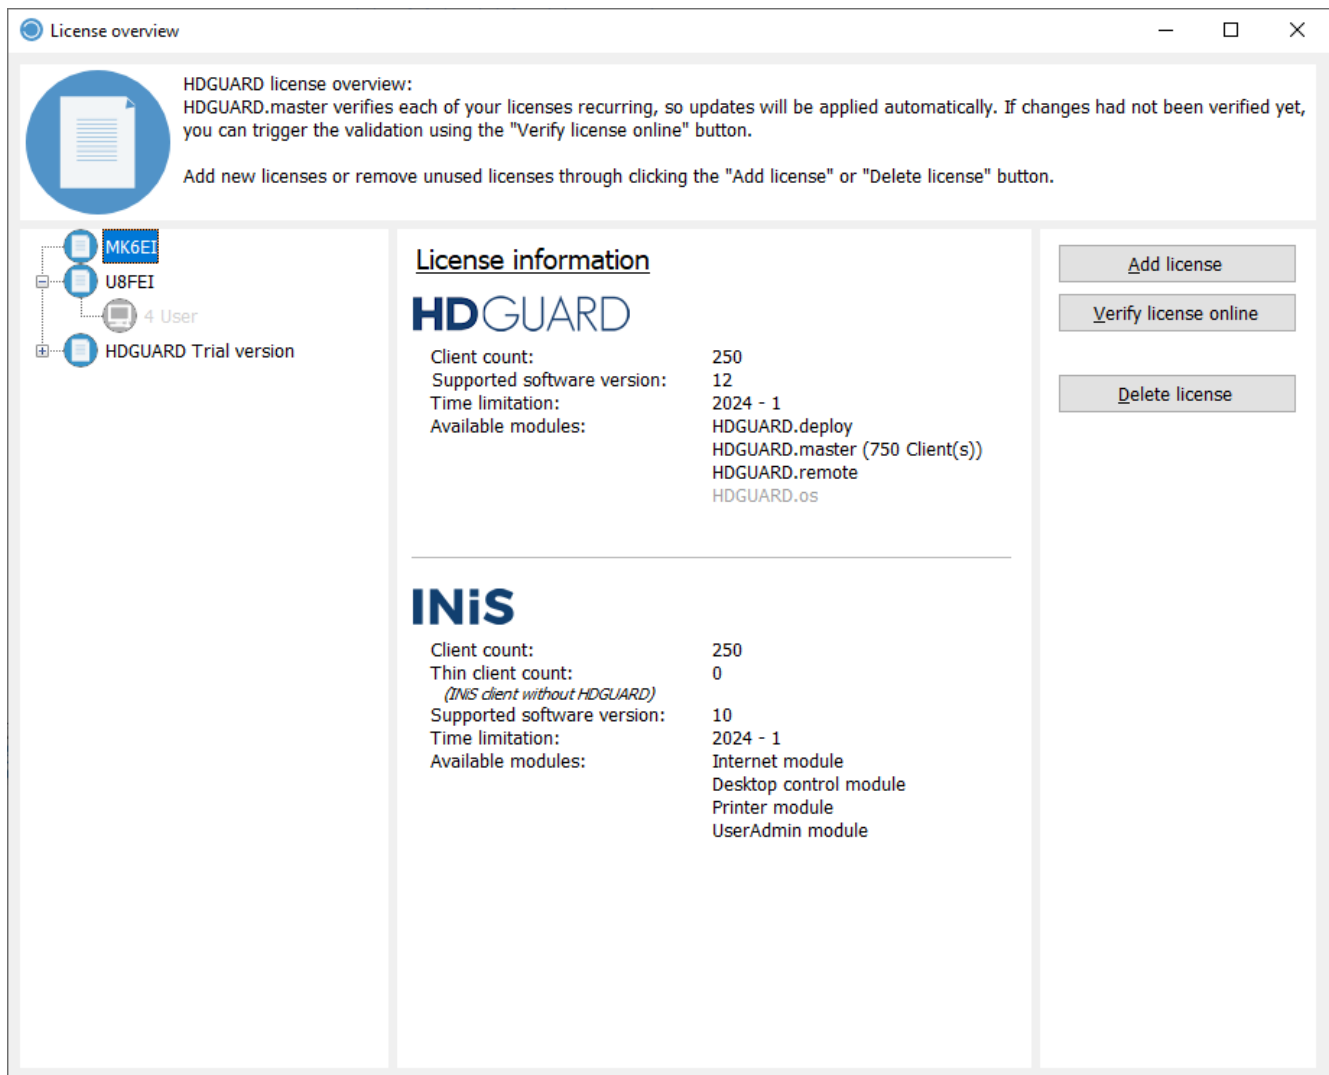 License overview
HDGUARD license overview:
HDGUARD.master verifies each of your licenses recurring, so updates will be applied automatically. If changes had not been verified yet,
you can trigger the validation using the "Verify license online" button.
Add new licenses or remove unused licenses through clicking the "Add license" or "Delete license" button.
MK6EI
U8FEI
4 User
HDGUARD Trial version
License information
HDGUARD
Client count: 250
Supported software version: 12
Time limitation: 2024 - 1
Available modules: HDGUARD.deploy
HDGUARD.master (750 Client(s))
HDGUARD.remote
HDGUARD.os
INiS
Client count: 250
Thin client count: 0
(INiS client without HDGUARD)
Supported software version: 10
Time limitation: 2024 - 1
Available modules: Internet module
Desktop control module
Printer module
UserAdmin module
Add license
Verify license online
Delete license